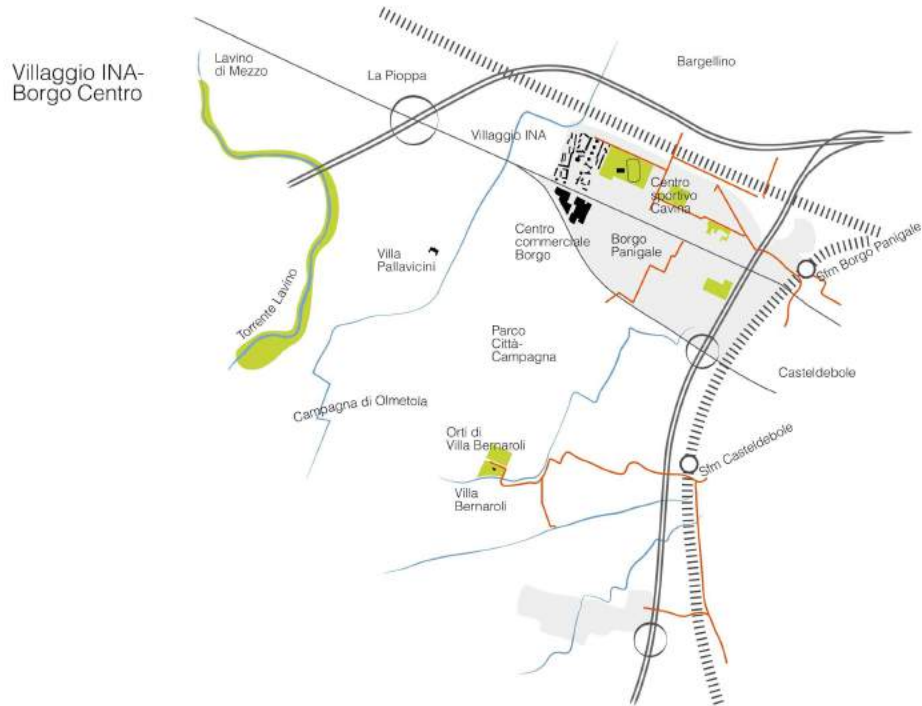 Villaggio INA-
Borgo Centro
Lavino
di Mezzo
La Pioppa
Bargellino
Villaggio INA
Centro
sportivo
Cavina
Centro
commerciale
Borgo
Borgo
Panigale
Villa
Pallavicini
Sfm Borgo Panigale
Torrente Lavino
Parco
Città-
Campagna
Casteldebole
Campagna di Olmetola
Orti di
Villa Bernaroli
Sfm Casteldebole
Villa
Bernaroli